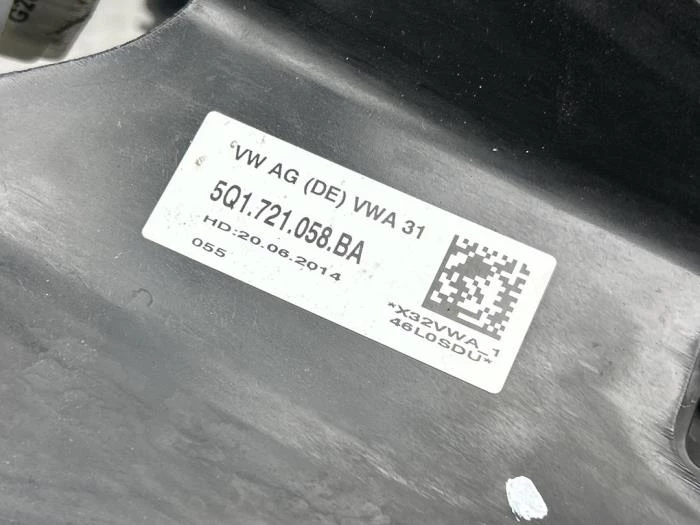 VW AG (DE) VWA 31
5Q1.721.058.BA
HD:20.06.2014
055
*X32VWA_1
46L0SDU*